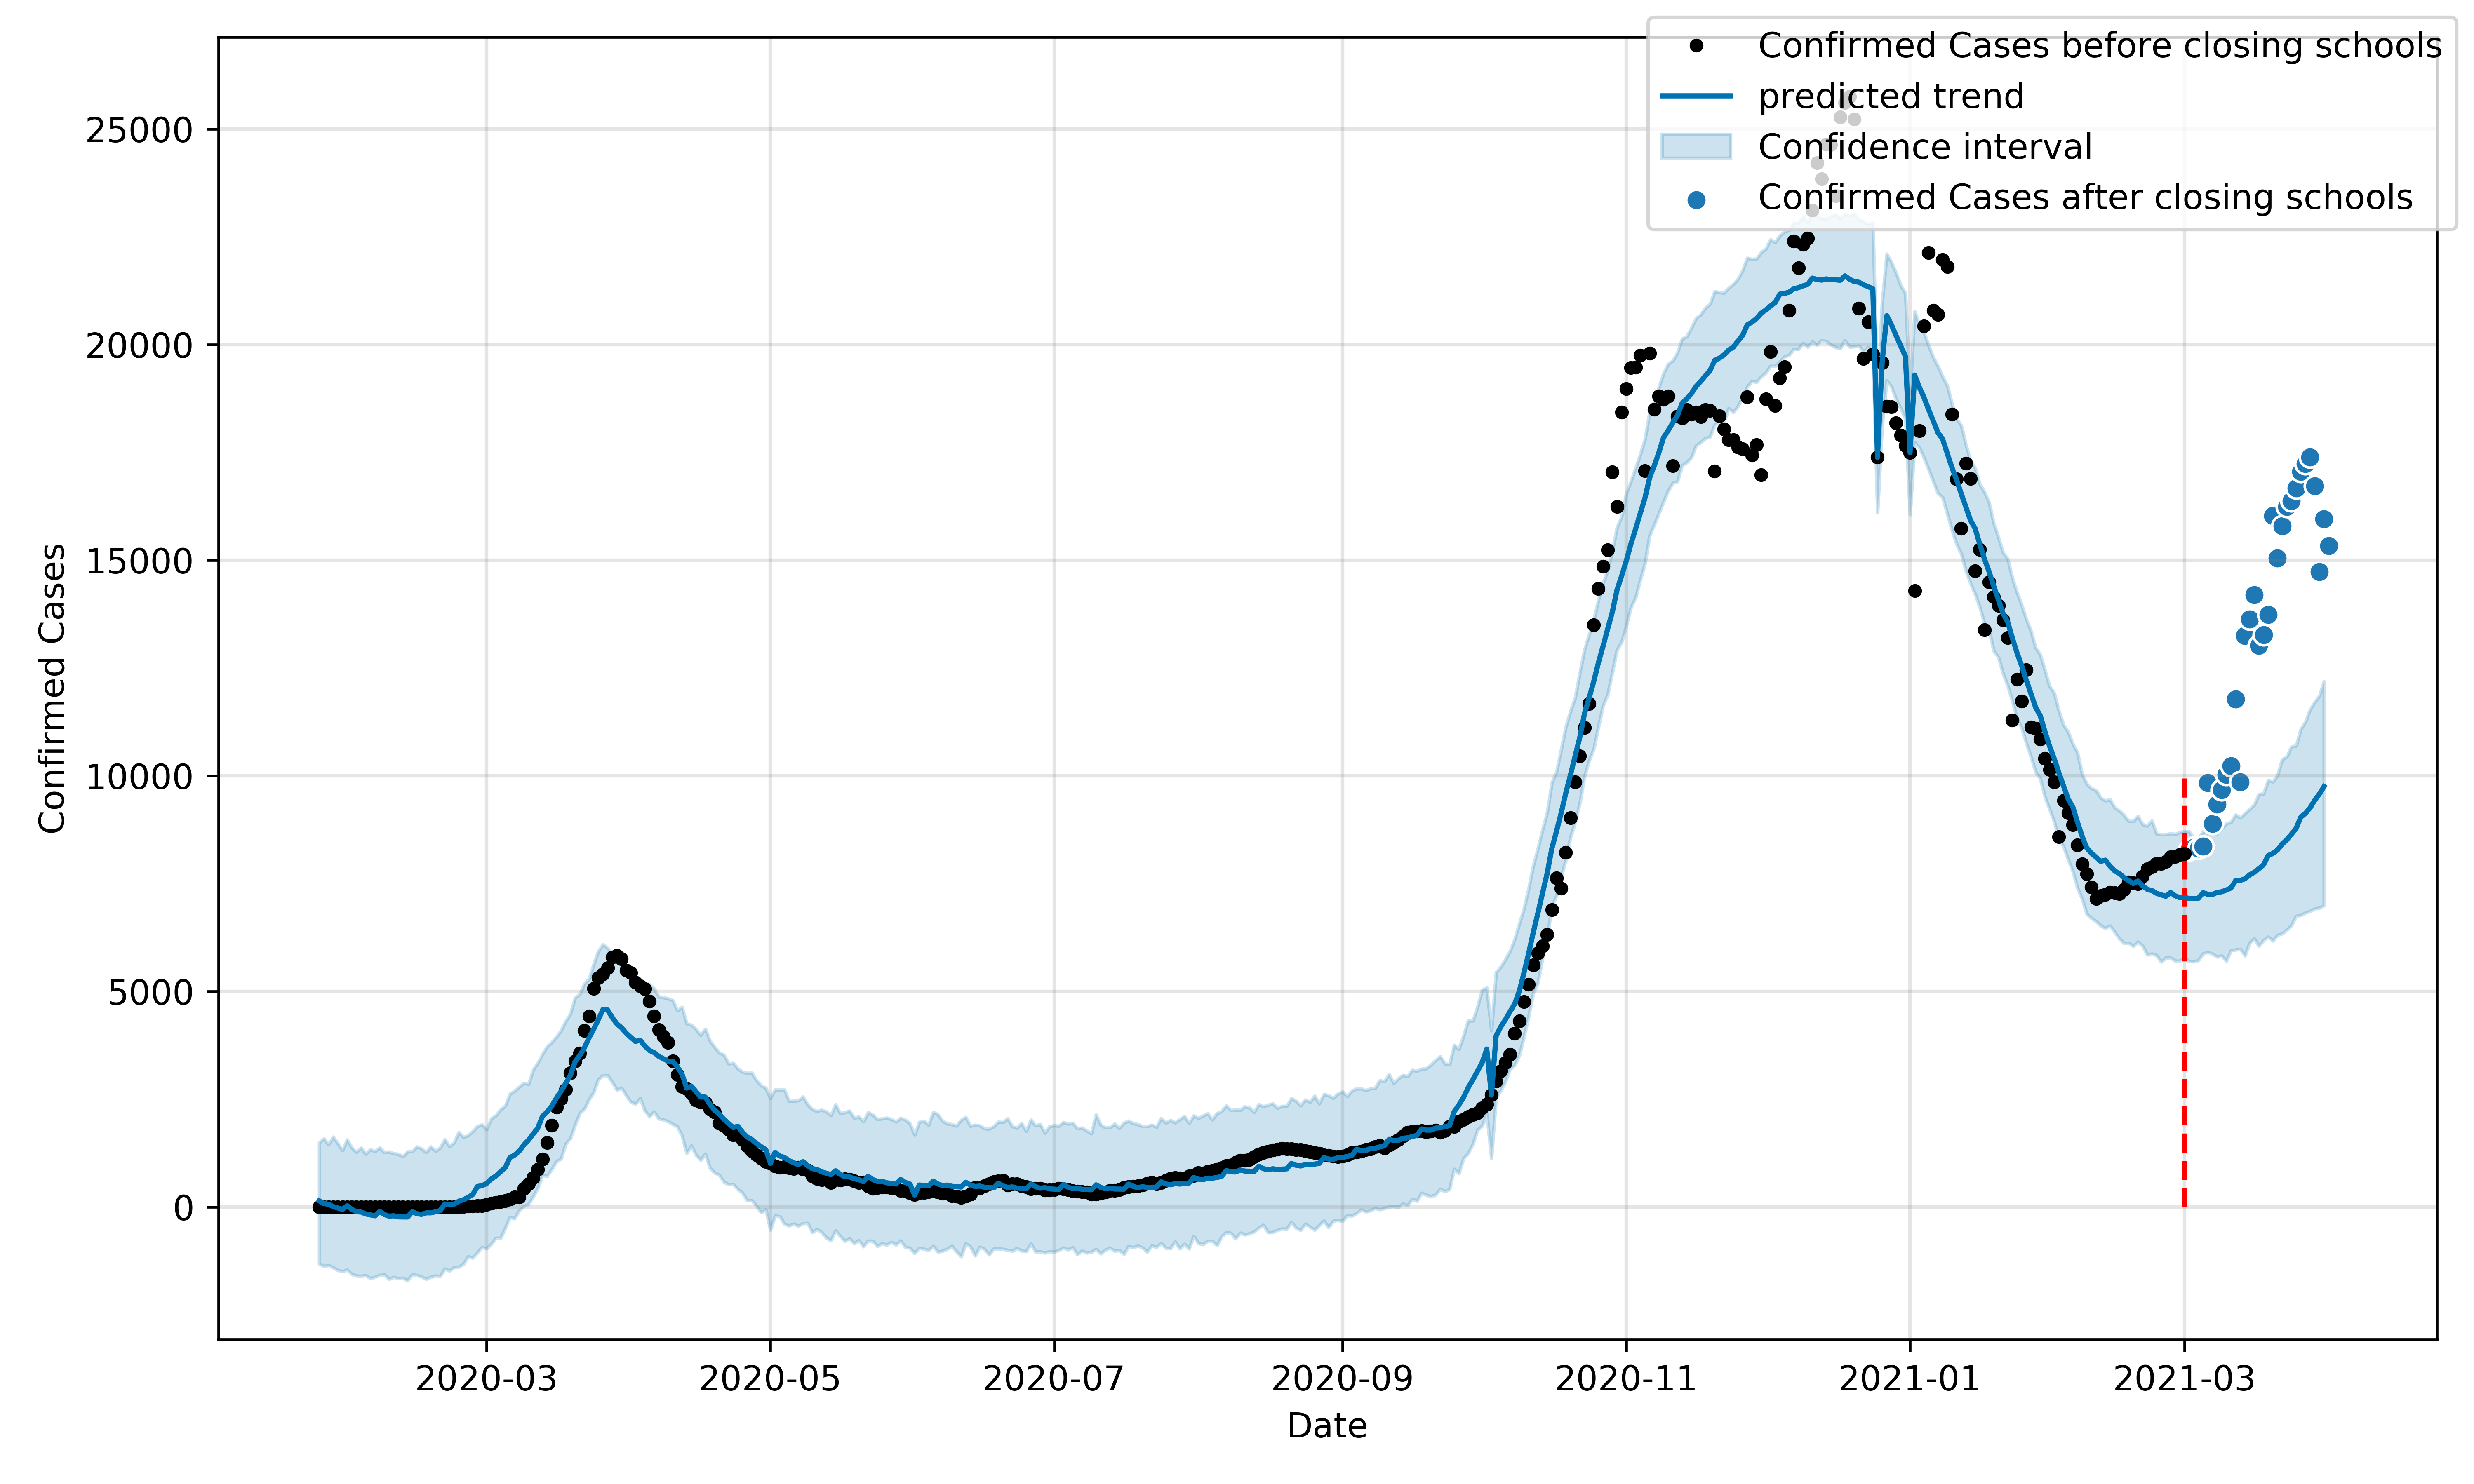 Confirmed Cases before closing schools
predicted trend
Confidence interval
Confirmed Cases after closing schools
25000
20000
15000
10000
5000
0
Confirmed Cases
2020-03 2020-05 2020-07 2020-09 2020-11 2021-01 2021-03
Date